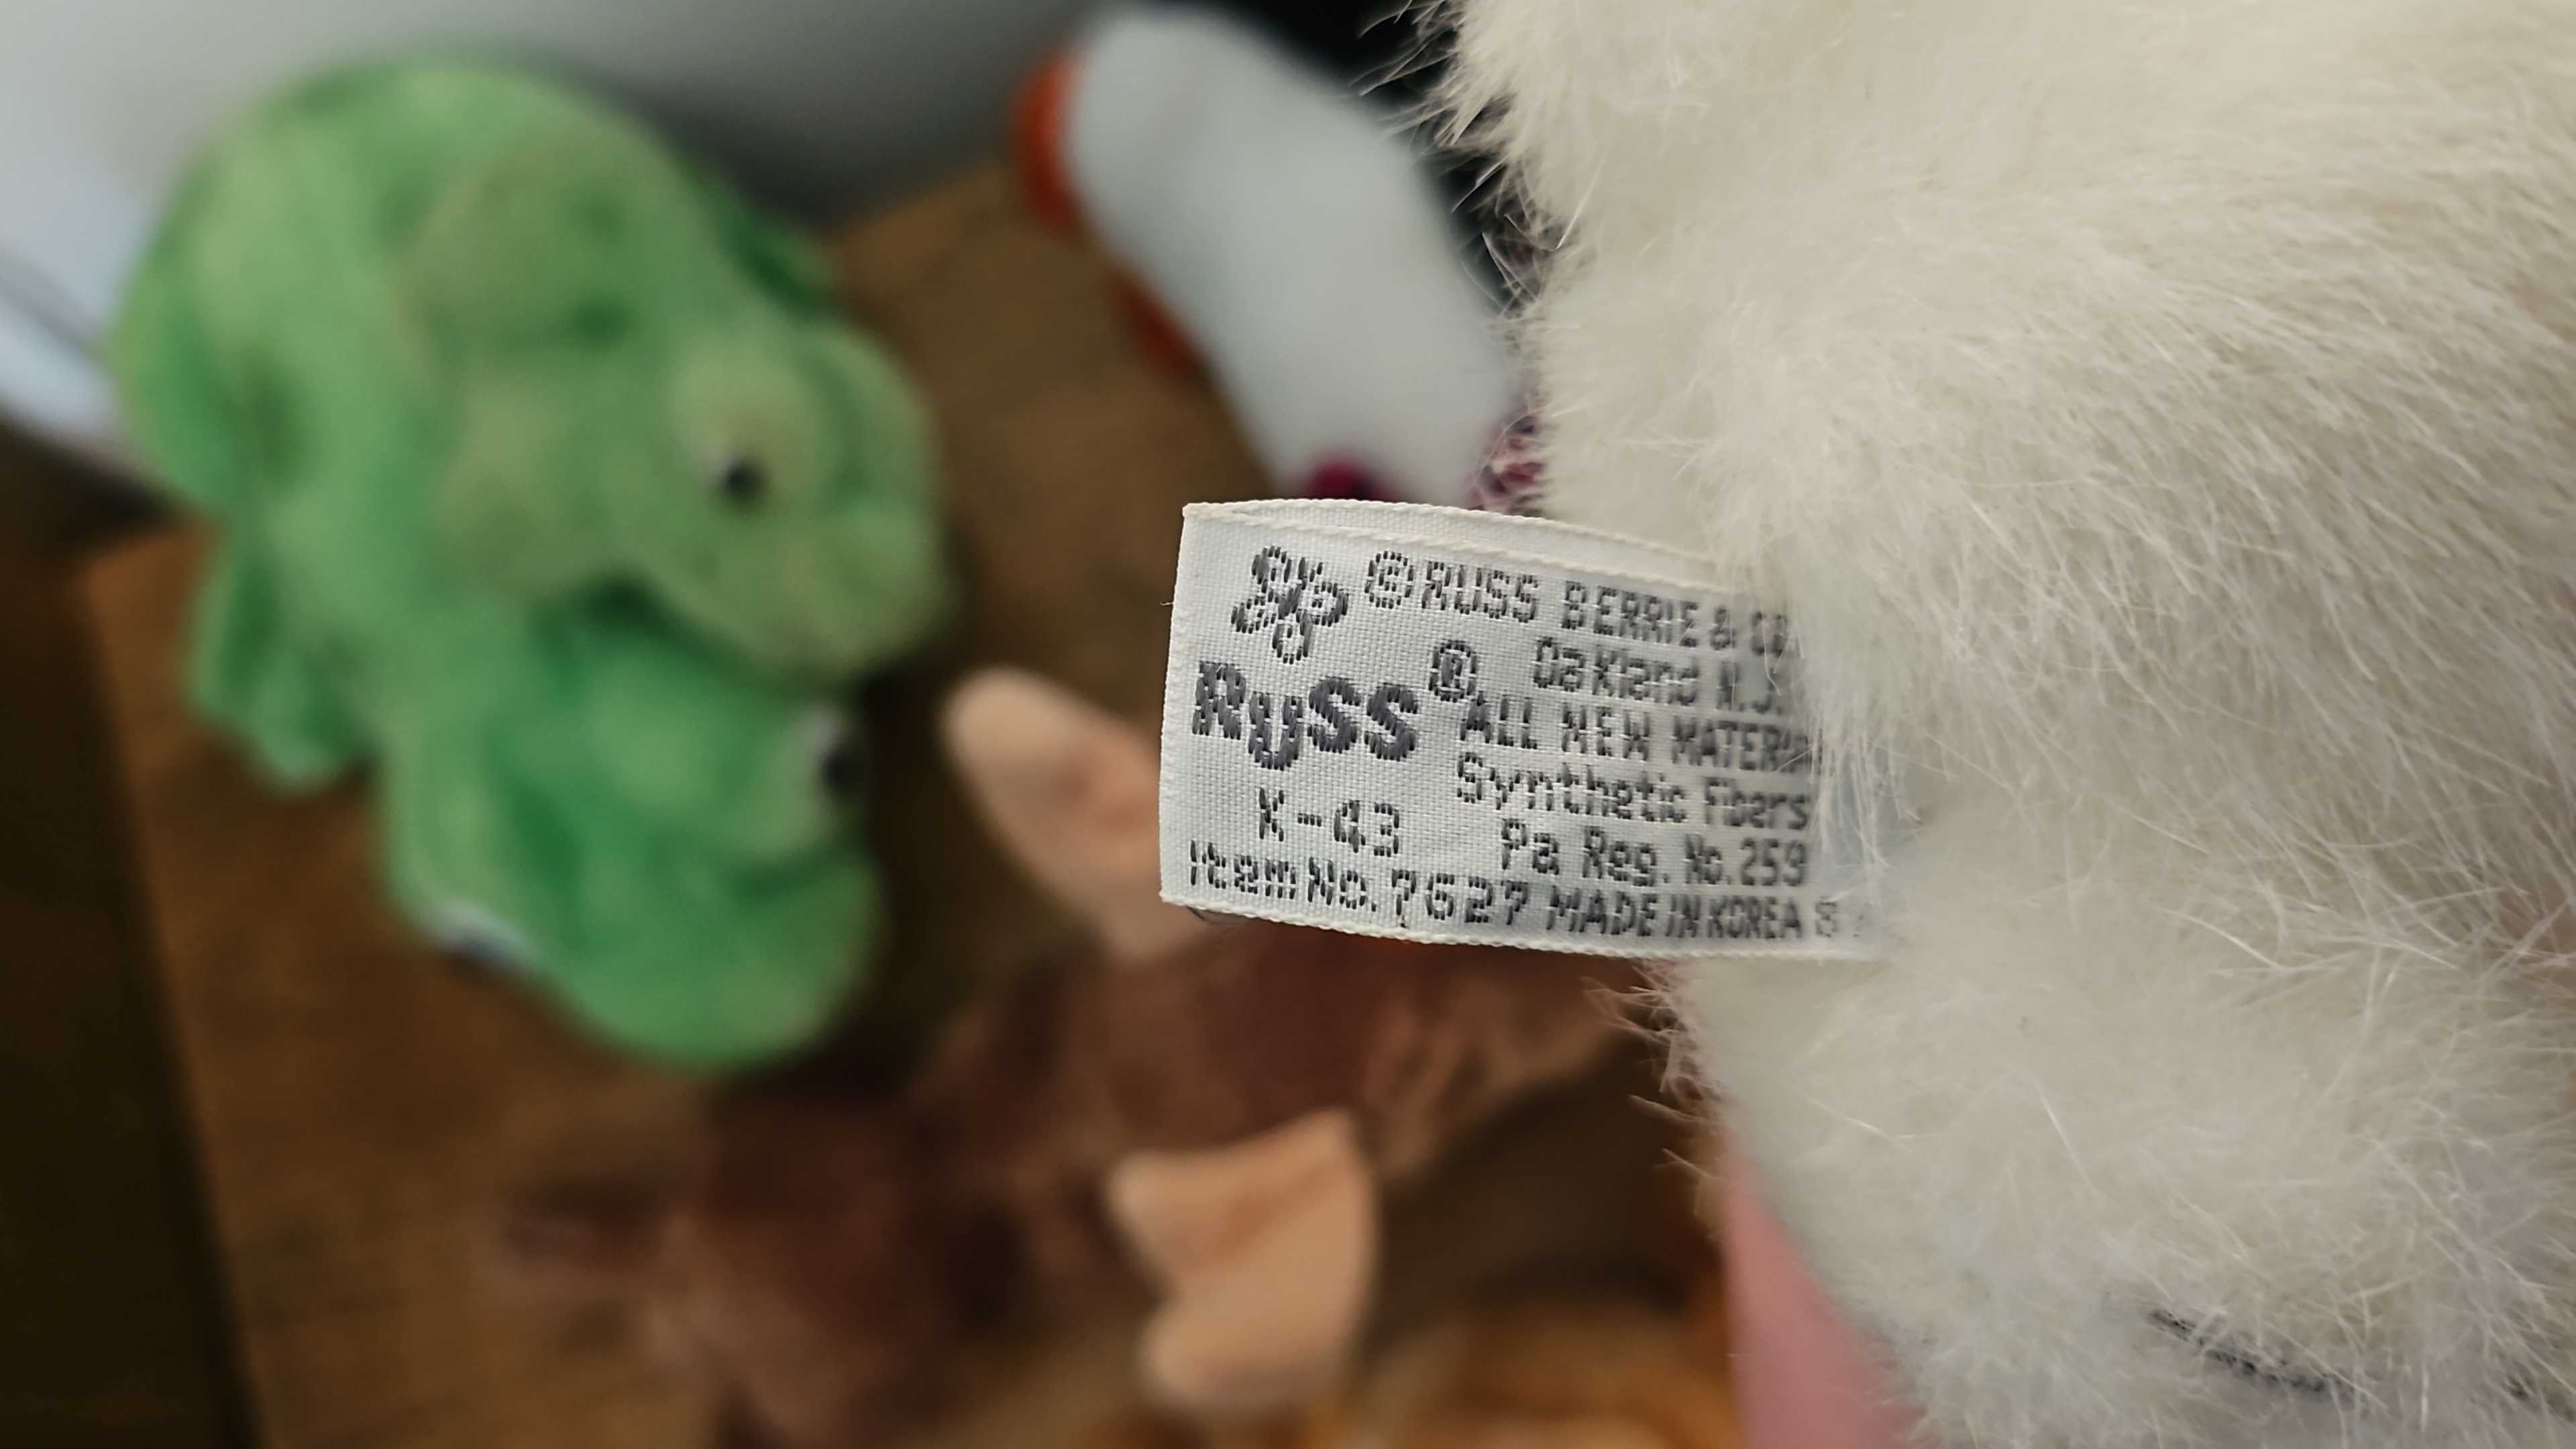 ©RUSS BERRIE & CO
Oakland N.J.
RUSS®
ALL NEW MATERIA
Synthetic Fibers
K-43
Pa Reg. No. 259
Item No. 7627 MADE IN KOREA